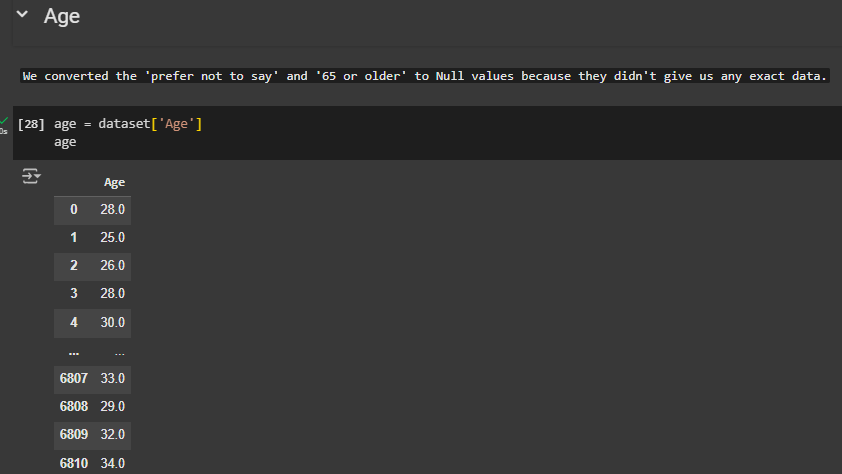 Age
We converted the 'prefer not to say' and '65 or older' to Null values because they didn't give us any exact data.
[28] age = dataset['Age']
0s
age
Age
0 28.0
1 25.0
2 26.0
3 28.0
4 30.0
... ...
6807 33.0
6808 29.0
6809 32.0
6810 34.0